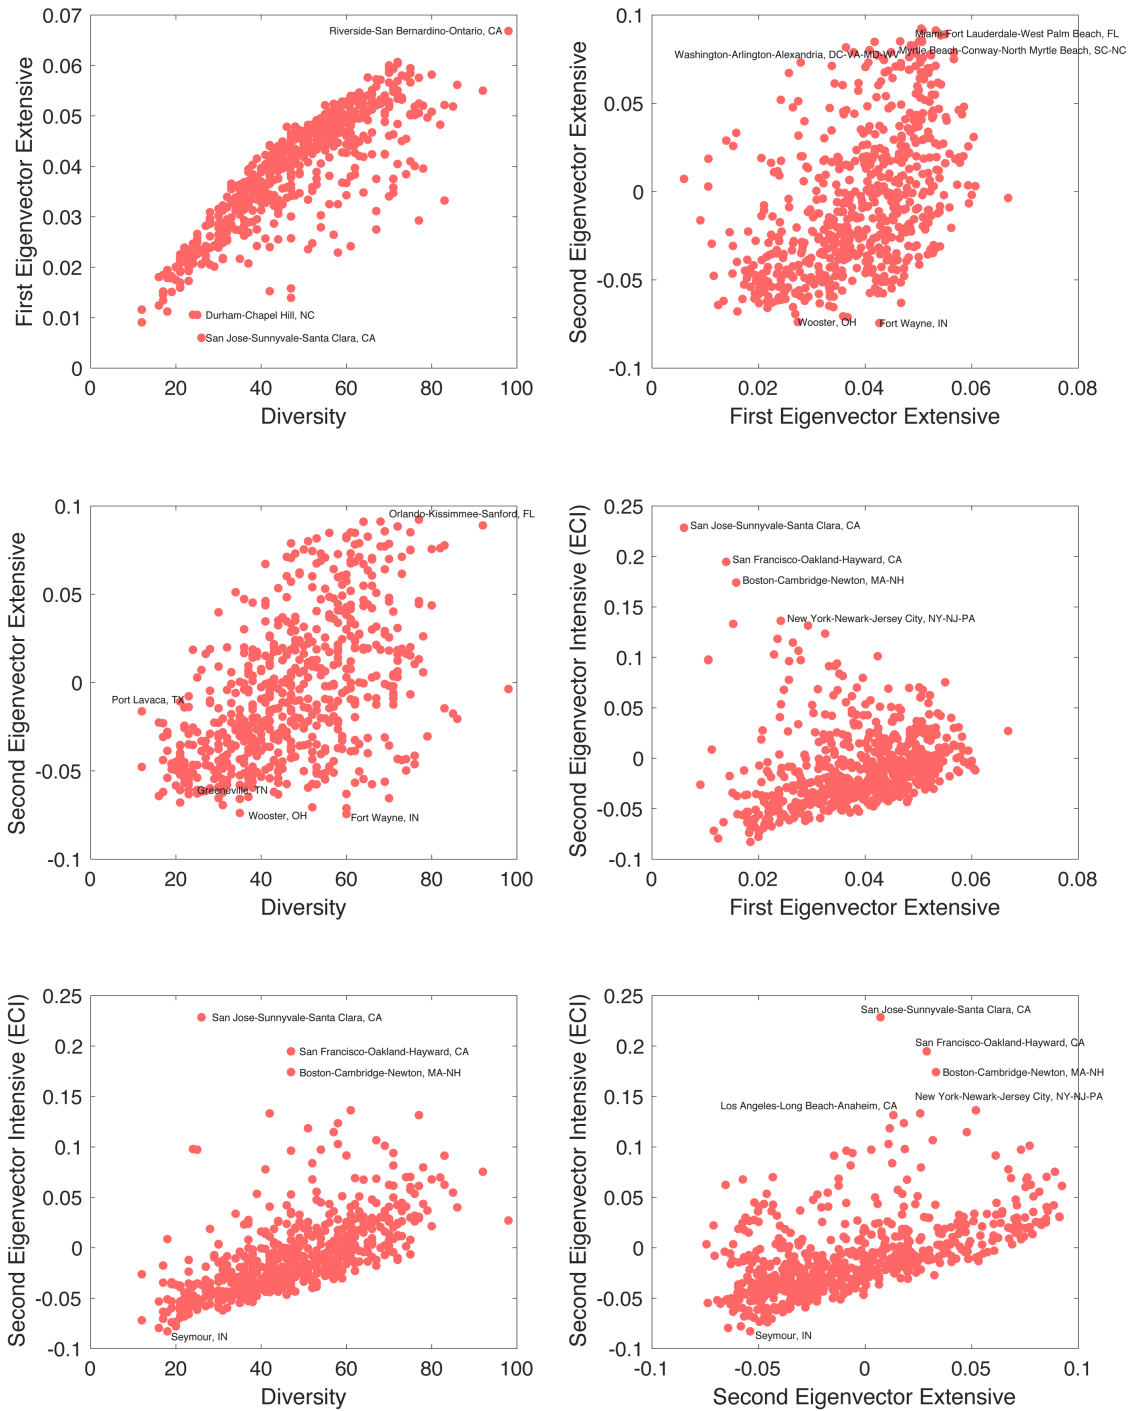 0.07
0.06
0.05
0.04
0.03
0.02
0.01
0
First Eigenvector Extensive
Riverside-San Bernardino-Ontario, CA
Durham-Chapel Hill, NC
San Jose-Sunnyvale-Santa Clara, CA
0 20 40 60 80 100
Diversity
0.1
0.05
0
-0.05
-0.1
Second Eigenvector Extensive
Miami-Fort Lauderdale-West Palm Beach, FL
Myrtle Beach-Conway-North Myrtle Beach, SC-NC
Washington-Arlington-Alexandria, DC-VA-MD-WV
Wooster, OH
Fort Wayne, IN
0 0.02 0.04 0.06 0.08
First Eigenvector Extensive
0.1
0.05
0
-0.05
-0.1
Second Eigenvector Extensive
Orlando-Kissimmee-Sanford, FL
Port Lavaca, TX
Greeneville, TN
Wooster, OH
Fort Wayne, IN
0 20 40 60 80 100
Diversity
0.25
0.2
0.15
0.1
0.05
0
-0.05
-0.1
Second Eigenvector Intensive (ECI)
San Jose-Sunnyvale-Santa Clara, CA
San Francisco-Oakland-Hayward, CA
Boston-Cambridge-Newton, MA-NH
New York-Newark-Jersey City, NY-NJ-PA
0 0.02 0.04 0.06 0.08
First Eigenvector Extensive
0.25
0.2
0.15
0.1
0.05
0
-0.05
-0.1
Second Eigenvector Intensive (ECI)
San Jose-Sunnyvale-Santa Clara, CA
San Francisco-Oakland-Hayward, CA
Boston-Cambridge-Newton, MA-NH
Seymour, IN
0 20 40 60 80 100
Diversity
0.25
0.2
0.15
0.1
0.05
0
-0.05
-0.1
Second Eigenvector Intensive (ECI)
San Jose-Sunnyvale-Santa Clara, CA
San Francisco-Oakland-Hayward, CA
Boston-Cambridge-Newton, MA-NH
New York-Newark-Jersey City, NY-NJ-PA
Los Angeles-Long Beach-Anaheim, CA
Seymour, IN
-0.1 -0.05 0 0.05 0.1
Second Eigenvector Extensive